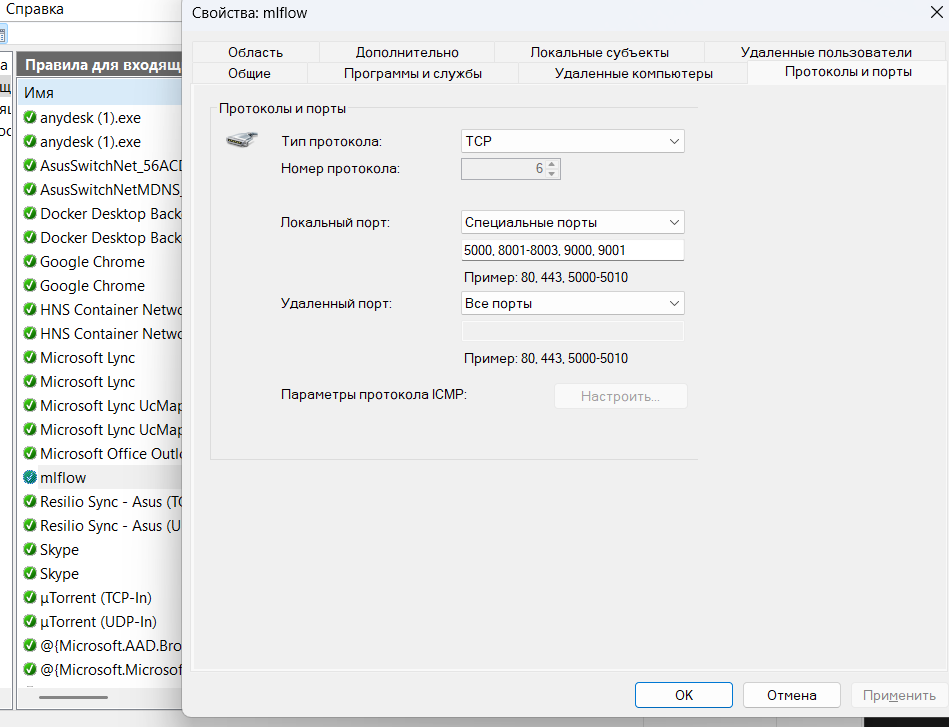 Справка
Свойства: mlflow
Область
Дополнительно
Локальные субъекты
Удаленные пользователи
Общие
Программы и службы
Удаленные компьютеры
Протоколы и порты
Правила для входящ
Имя
anydesk (1).exe
anydesk (1).exe
AsusSwitchNet_56ACD
AsusSwitchNetMDNS_
Docker Desktop Back
Docker Desktop Back
Google Chrome
Google Chrome
HNS Container Netwo
HNS Container Netwo
Microsoft Lync
Microsoft Lync
Microsoft Lync UcMap
Microsoft Lync UcMap
Microsoft Office Outlo
mlflow
Resilio Sync - Asus (TC
Resilio Sync - Asus (U
Skype
Skype
µTorrent (TCP-In)
µTorrent (UDP-In)
@{Microsoft.AAD.Bro
@{Microsoft.Microsof
Протоколы и порты
Тип протокола:
TCP
Номер протокола:
6
Локальный порт:
Специальные порты
5000, 8001-8003, 9000, 9001
Пример: 80, 443, 5000-5010
Удаленный порт:
Все порты
Пример: 80, 443, 5000-5010
Параметры протокола ICMP:
Настроить...
ОК
Отмена
Применить